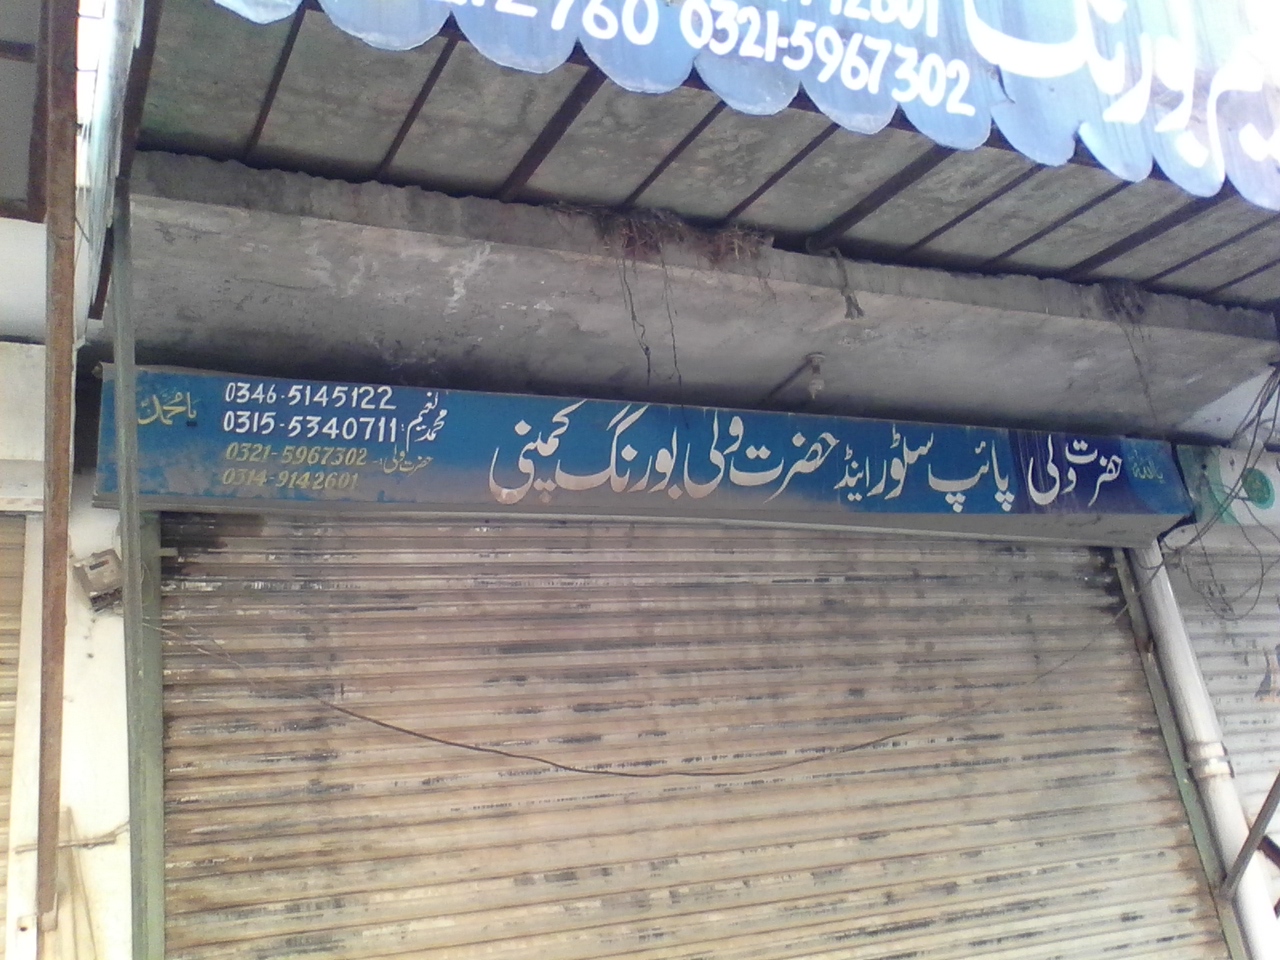 0321-5967302
یا اللہ
حضرت ولی پائپ سٹور اینڈ حضرت ولی بورنگ کمپنی
محمد نعیم: 0346-5145122
0315-5340711
حضرت ولی: 0321-5967302
0314-9142601
یا محمدؐ